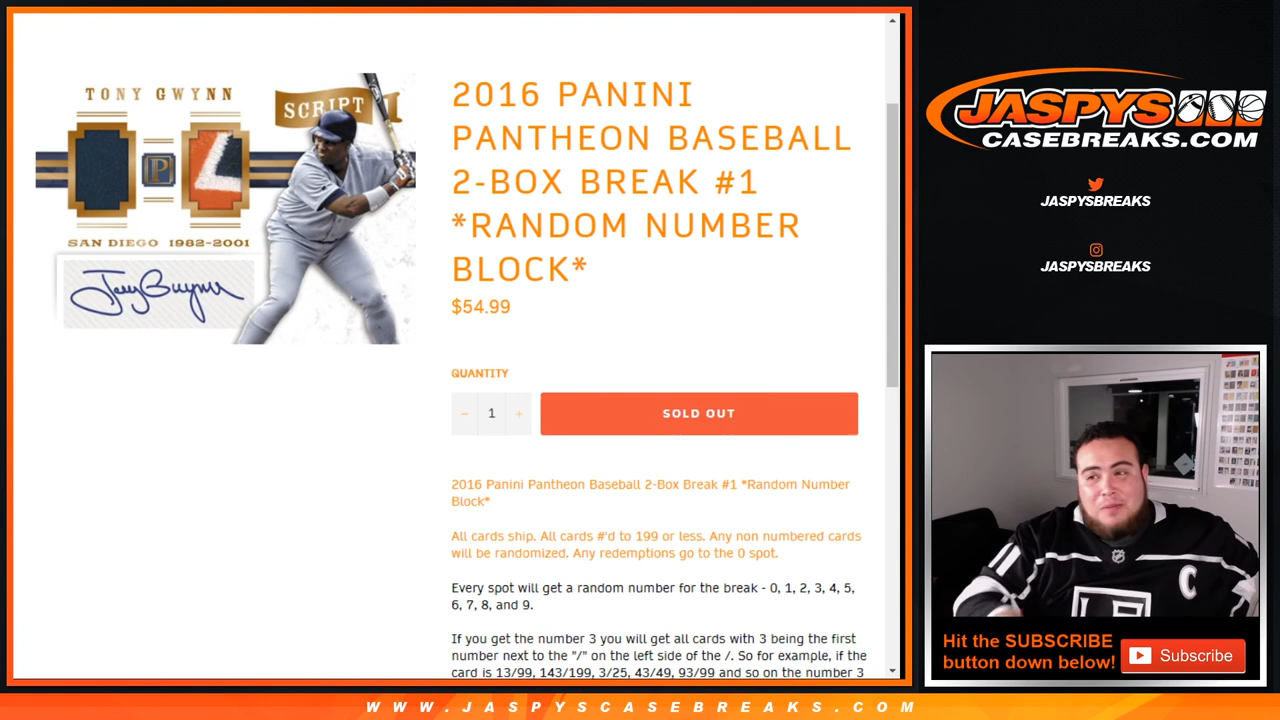 TONY GWYNN
SCRIPT
P
SAN DIEGO 1982-2001
Tony Gwynn
2016 PANINI
PANTHEON BASEBALL
2-BOX BREAK #1
*RANDOM NUMBER
BLOCK*
$54.99
QUANTITY
− 1 +
SOLD OUT
2016 Panini Pantheon Baseball 2-Box Break #1 *Random Number
Block*
All cards ship. All cards #'d to 199 or less. Any non numbered cards
will be randomized. Any redemptions go to the 0 spot.
Every spot will get a random number for the break - 0, 1, 2, 3, 4, 5,
6, 7, 8, and 9.
If you get the number 3 you will get all cards with 3 being the first
number next to the "/" on the left side of the /. So for example, if the
card is 13/99, 143/199, 3/25, 43/49, 93/99 and so on the number 3
JASPYS
CASEBREAKS.COM
JASPYSBREAKS
JASPYSBREAKS
C
Hit the SUBSCRIBE
button down below!
Subscribe
WWW.JASPYSCASEBREAKS.COM